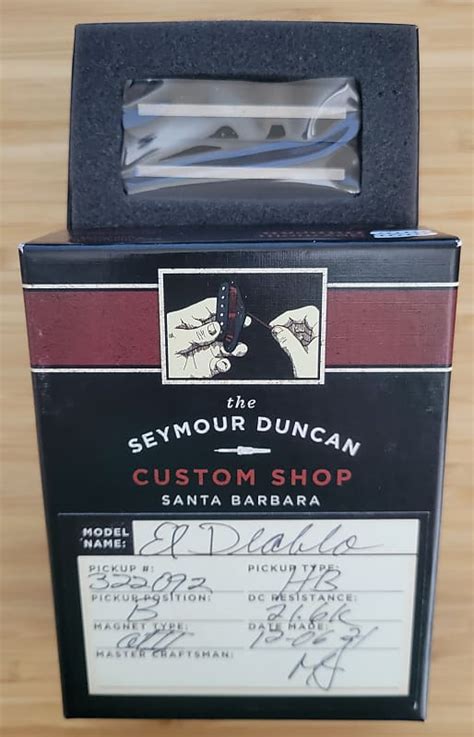 the
SEYMOUR DUNCAN
CUSTOM SHOP
SANTA BARBARA
MODEL NAME: El Diablo
PICKUP #: PICKUP TYPE:
322092 HB
PICKUP POSITION: DC RESISTANCE:
B 21.6K
MAGNET TYPE: DATE MADE:
12-06 21
MASTER CRAFTSMAN: MJ